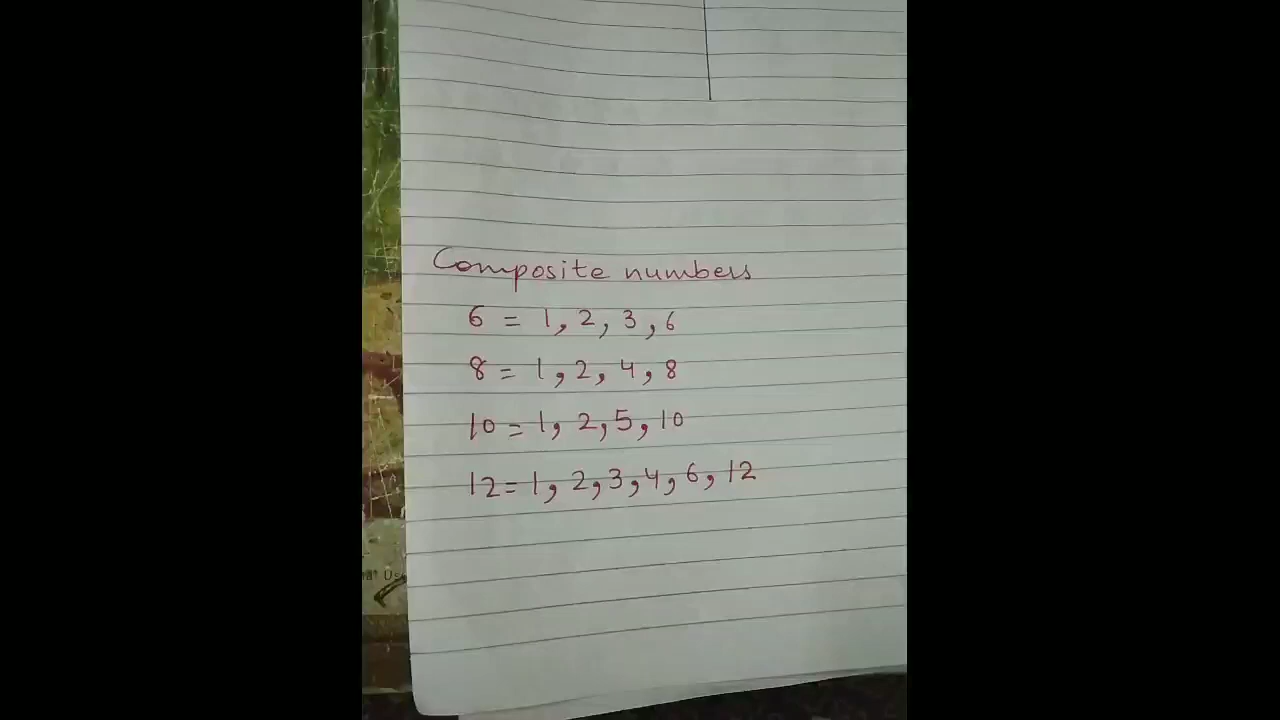 Composite numbers
6 = 1, 2, 3, 6
8 = 1, 2, 4, 8
10 = 1, 2, 5, 10
12 = 1, 2, 3, 4, 6, 12